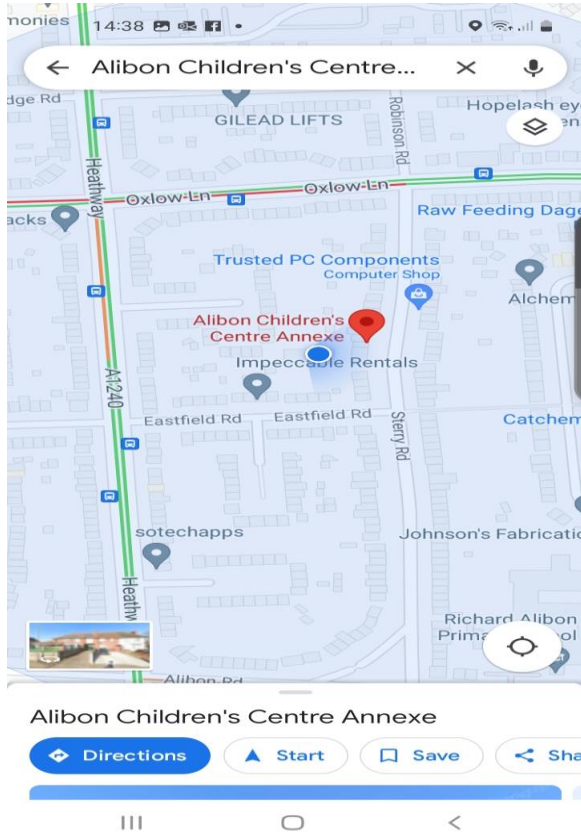 monies
14:38
Alibon Children's Centre...
dge Rd
GILEAD LIFTS
Robinson Rd
Hopelash ey
en
Heathway
Oxlow-Ln
Oxlow-Ln
acks
Raw Feeding Dage
Trusted PC Components
Computer Shop
Alchem
Alibon Children's
Centre Annexe
Impeccable Rentals
A1240
Eastfield Rd
Eastfield Rd
Sterry Rd
Catchem
sotechapps
Johnson's Fabricatio
Heathw
Richard Alibon
Prima
ol
Alibon Rd
Alibon Children's Centre Annexe
Directions
Start
Save
Sha